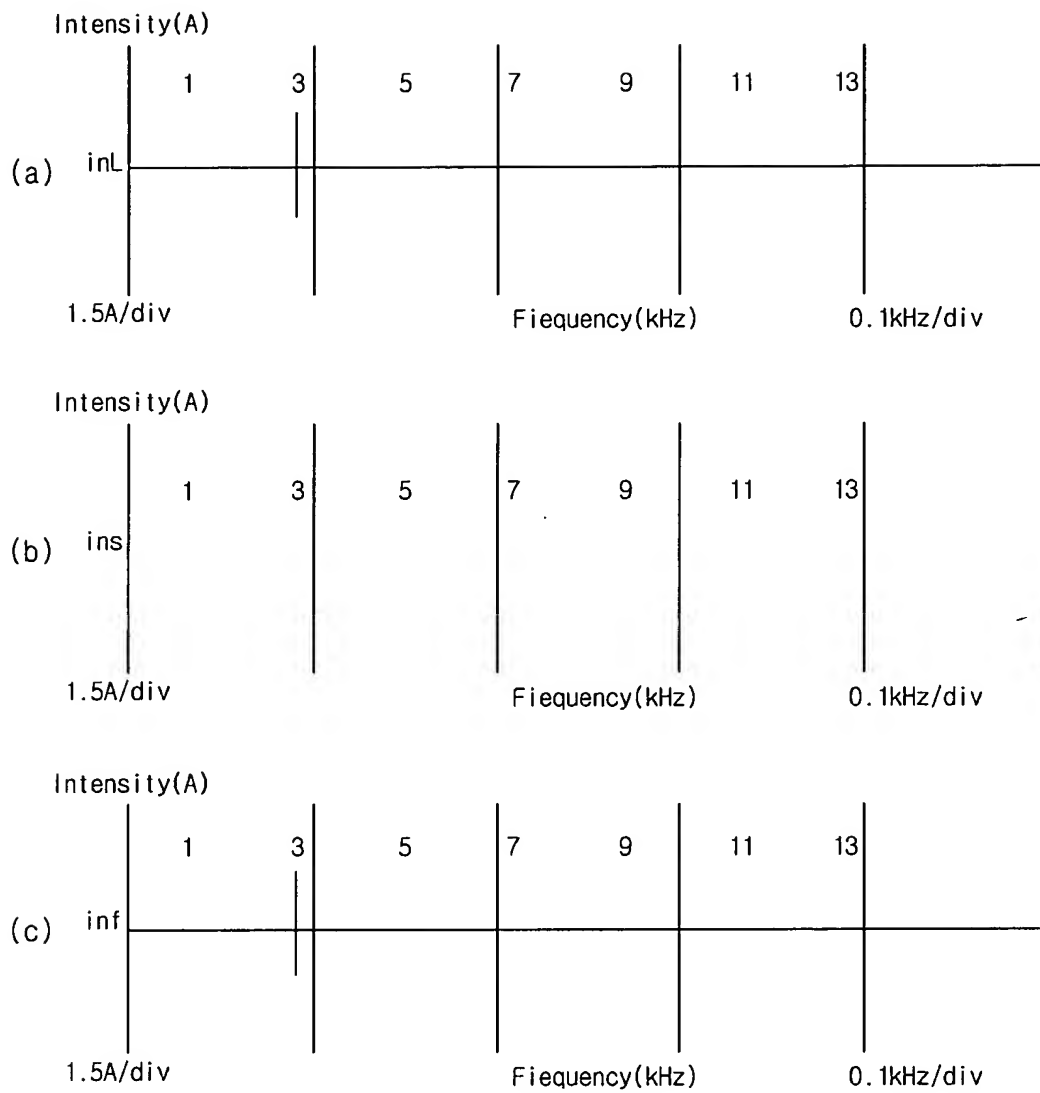 Intensity(A)
1 3 5 7 9 11 13
(a) inL
1.5A/div Fiequency(kHz) 0.1kHz/div
Intensity(A)
1 3 5 7 9 11 13
(b) ins
1.5A/div Fiequency(kHz) 0.1kHz/div
Intensity(A)
1 3 5 7 9 11 13
(c) inf
1.5A/div Fiequency(kHz) 0.1kHz/div